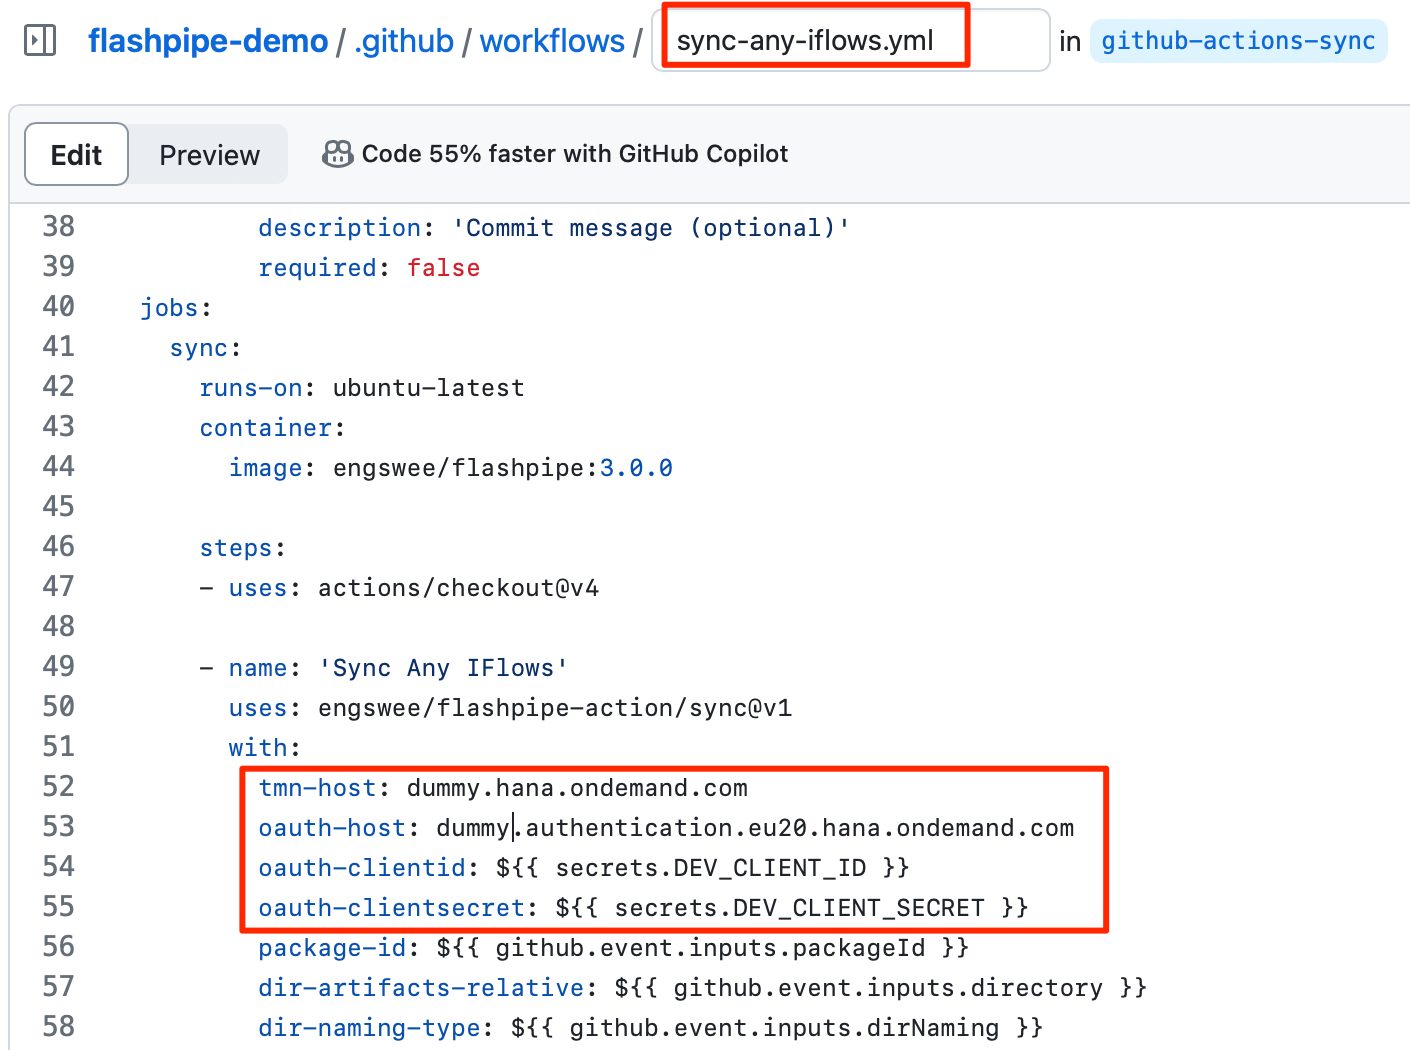 flashpipe-demo / .github / workflows / sync-any-iflows.yml in github-actions-sync
Edit Preview Code 55% faster with GitHub Copilot
38 description: 'Commit message (optional)'
39 required: false
40 jobs:
41 sync:
42 runs-on: ubuntu-latest
43 container:
44 image: engswee/flashpipe:3.0.0
45
46 steps:
47 - uses: actions/checkout@v4
48
49 - name: 'Sync Any IFlows'
50 uses: engswee/flashpipe-action/sync@v1
51 with:
52 tmn-host: dummy.hana.ondemand.com
53 oauth-host: dummy.authentication.eu20.hana.ondemand.com
54 oauth-clientid: ${{ secrets.DEV_CLIENT_ID }}
55 oauth-clientsecret: ${{ secrets.DEV_CLIENT_SECRET }}
56 package-id: ${{ github.event.inputs.packageId }}
57 dir-artifacts-relative: ${{ github.event.inputs.directory }}
58 dir-naming-type: ${{ github.event.inputs.dirNaming }}